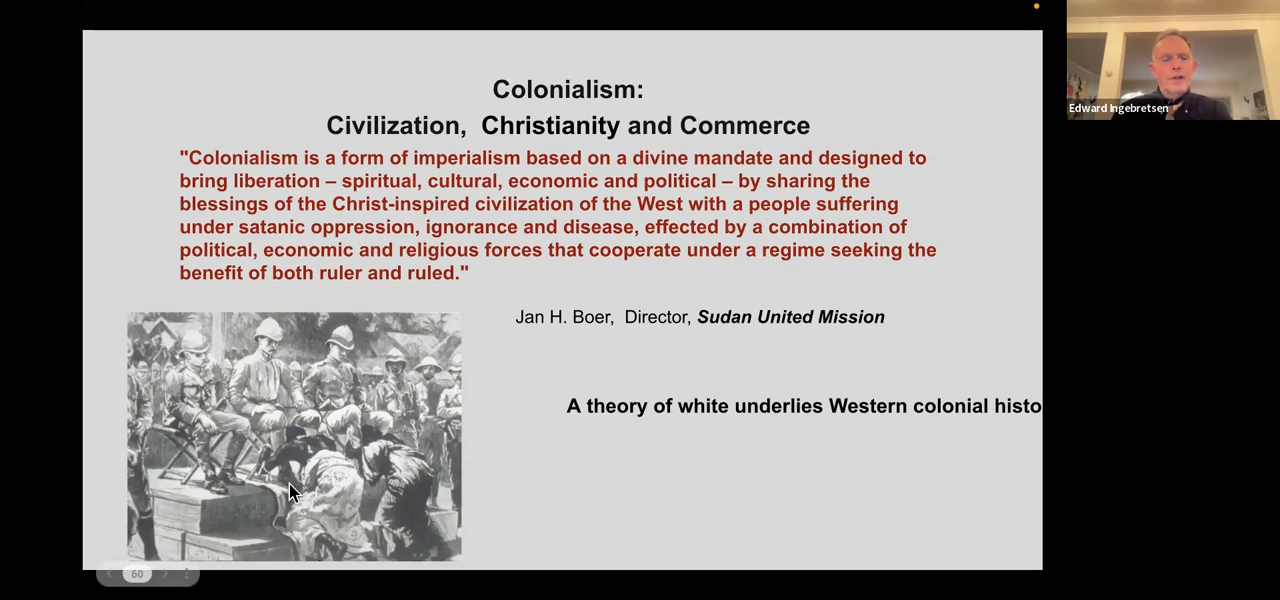 Colonialism:
Civilization, Christianity and Commerce
"Colonialism is a form of imperialism based on a divine mandate and designed to
bring liberation – spiritual, cultural, economic and political – by sharing the
blessings of the Christ-inspired civilization of the West with a people suffering
under satanic oppression, ignorance and disease, effected by a combination of
political, economic and religious forces that cooperate under a regime seeking the
benefit of both ruler and ruled."
Jan H. Boer, Director, Sudan United Mission
A theory of white underlies Western colonial histo
60
Edward Ingebretsen